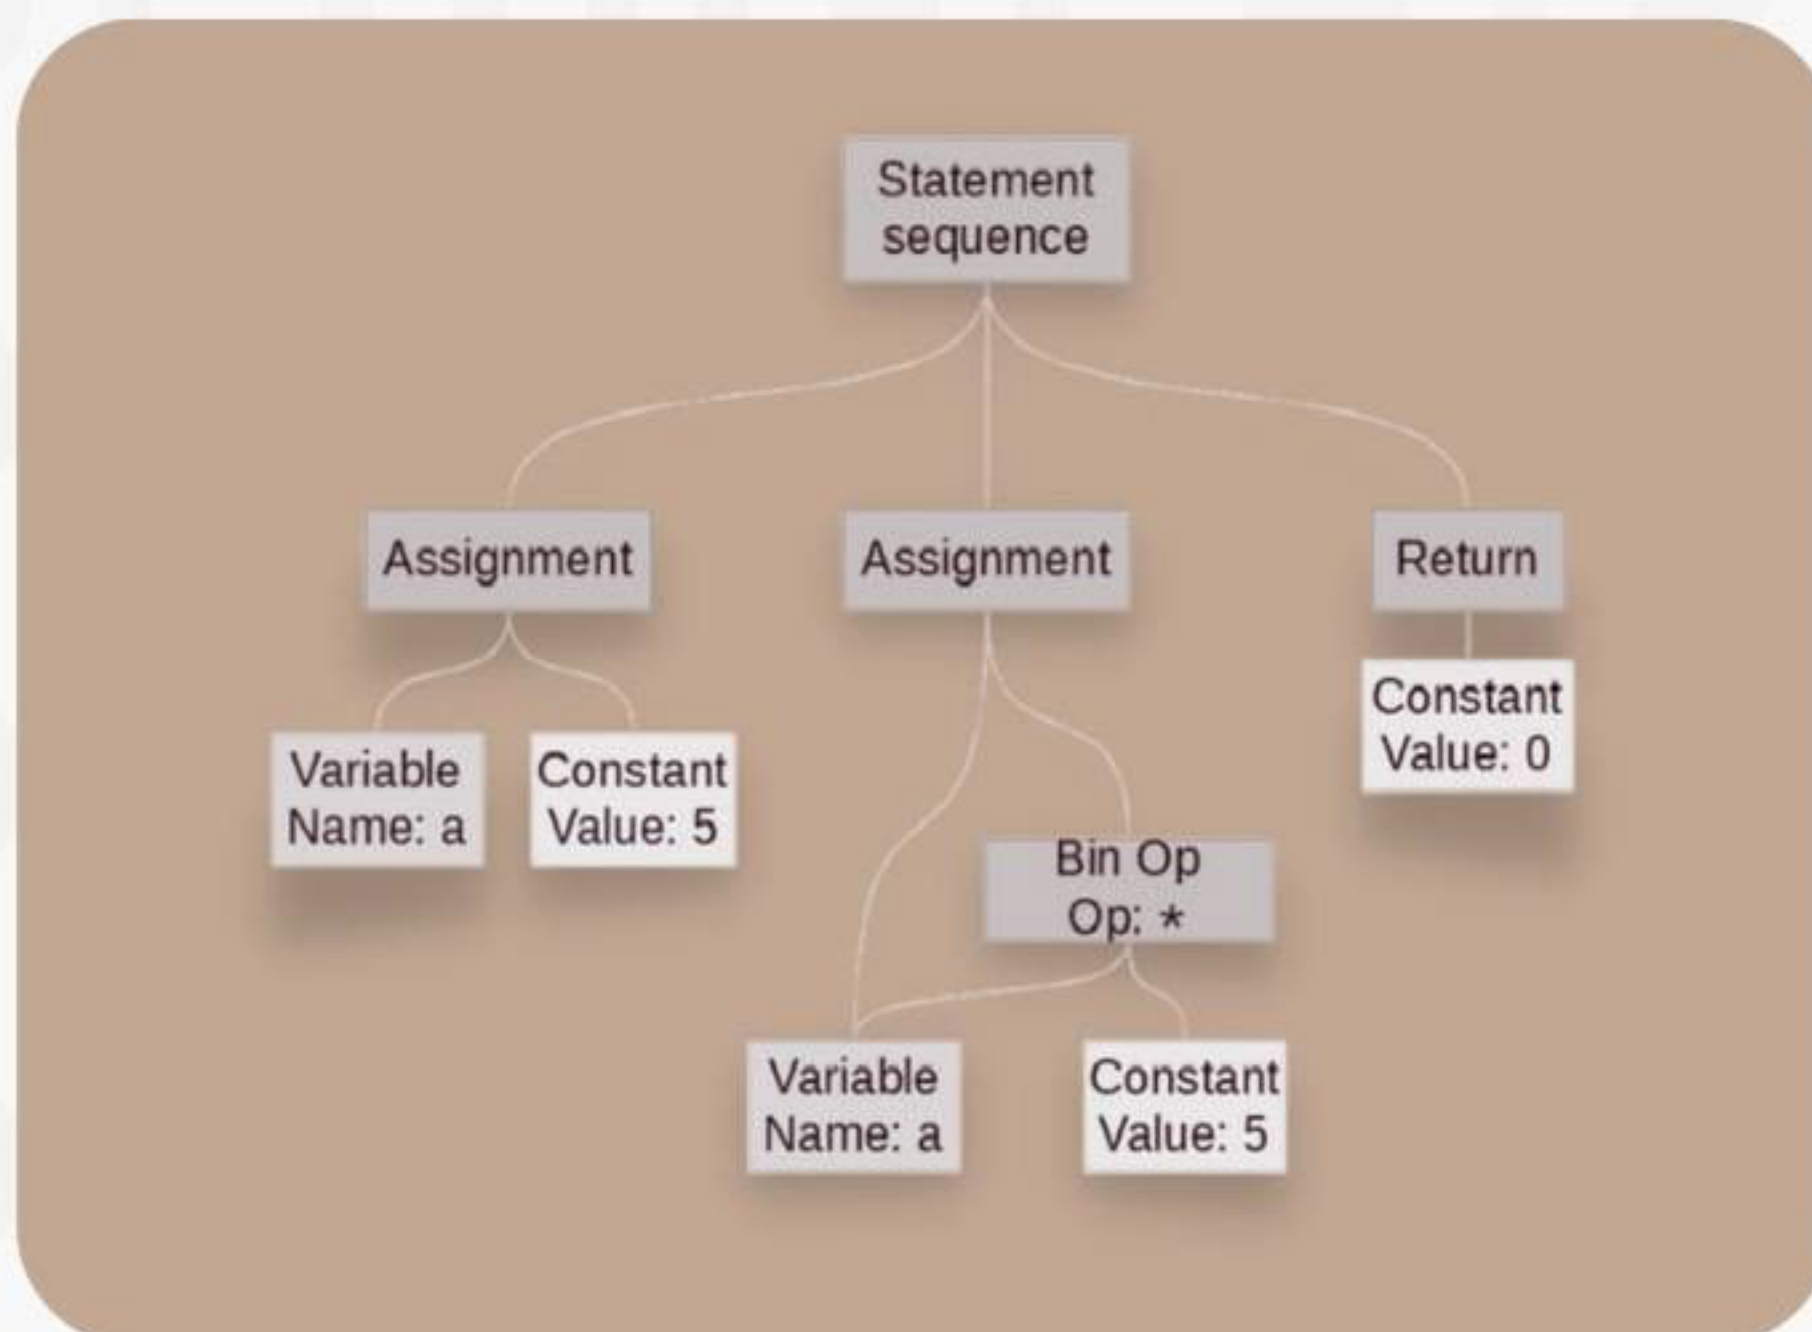 Statement
sequence
Assignment
Assignment
Return
Variable
Name: a
Constant
Value: 5
Constant
Value: 0
Bin Op
Op: *
Variable
Name: a
Constant
Value: 5